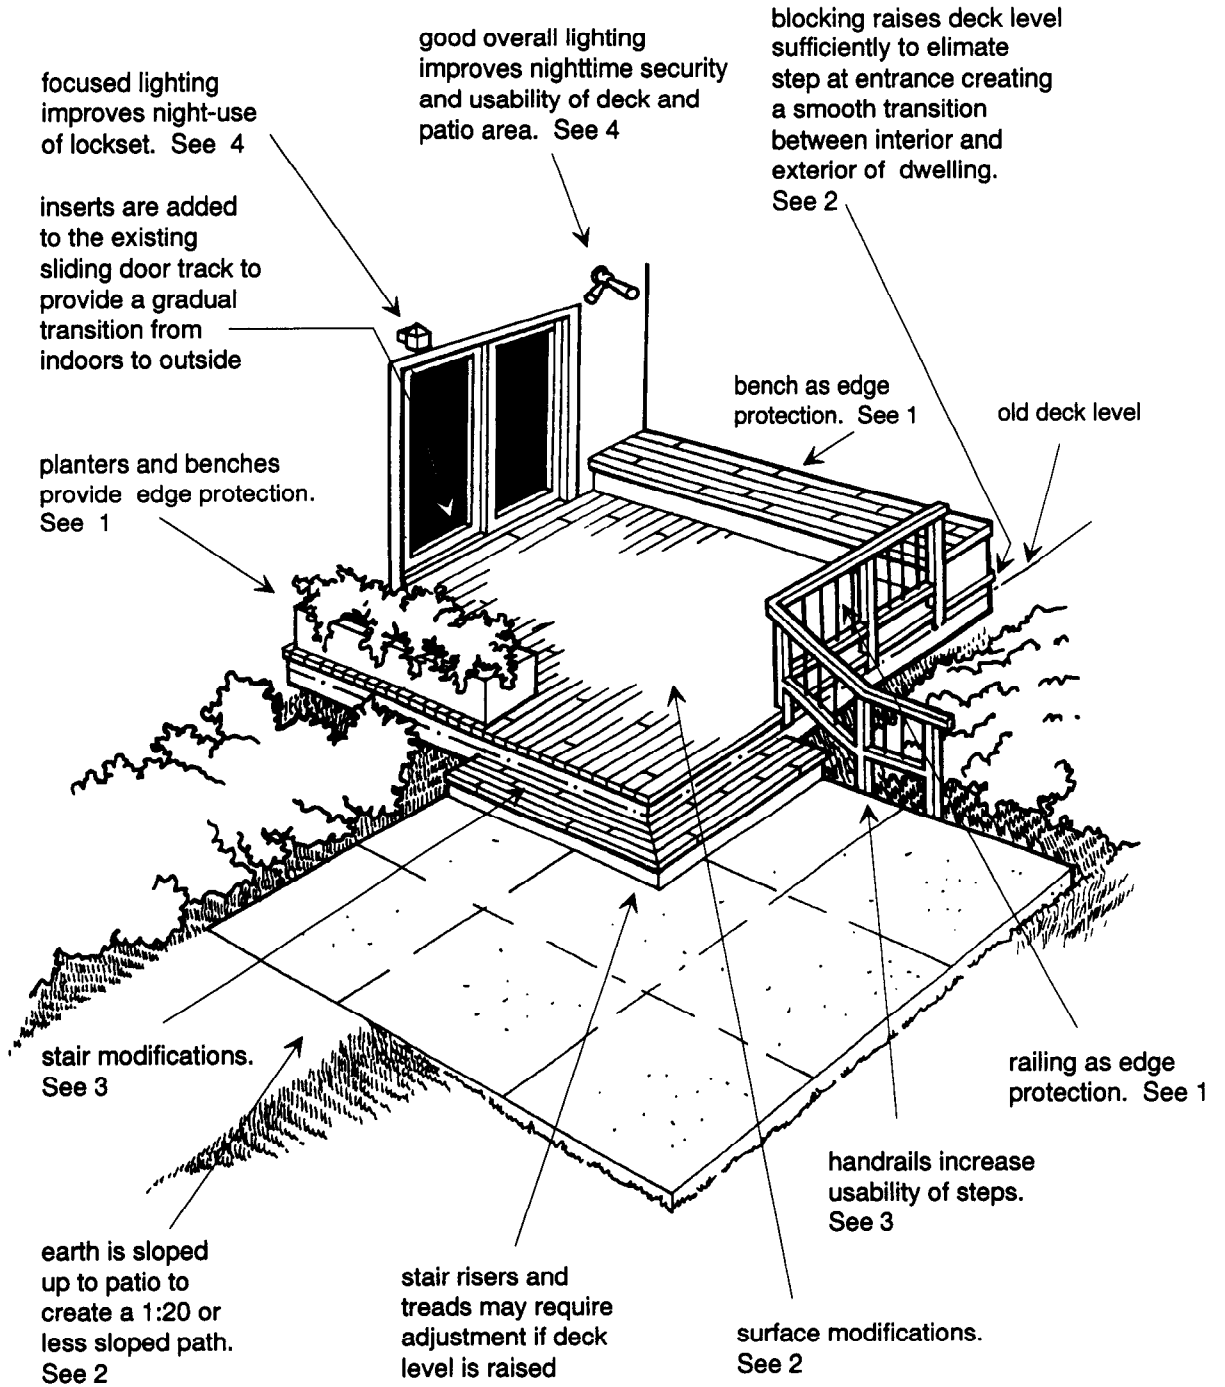 focused lighting
improves night-use
of lockset. See 4
good overall lighting
improves nighttime security
and usability of deck and
patio area. See 4
blocking raises deck level
sufficiently to elimate
step at entrance creating
a smooth transition
between interior and
exterior of dwelling.
See 2
inserts are added
to the existing
sliding door track to
provide a gradual
transition from
indoors to outside
bench as edge
protection. See 1
old deck level
planters and benches
provide edge protection.
See 1
stair modifications.
See 3
railing as edge
protection. See 1
handrails increase
usability of steps.
See 3
earth is sloped
up to patio to
create a 1:20 or
less sloped path.
See 2
stair risers and
treads may require
adjustment if deck
level is raised
surface modifications.
See 2